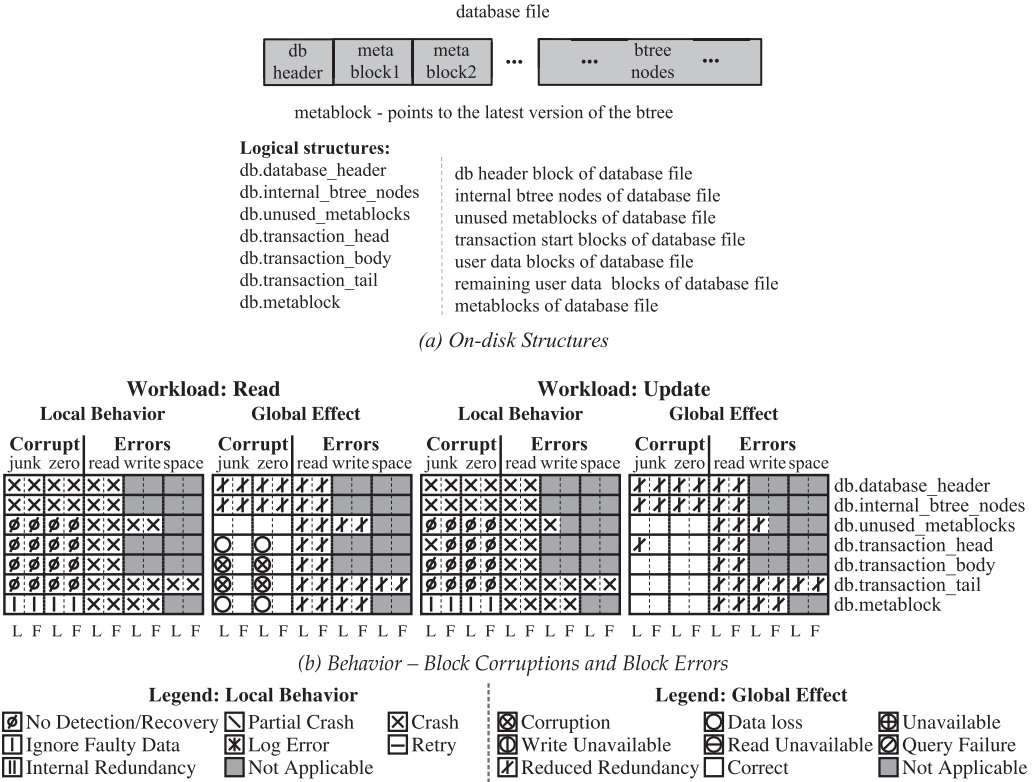 database file
db header
meta block1
meta block2
...
... btree nodes ...
metablock - points to the latest version of the btree
Logical structures:
db.database_header db header block of database file
db.internal_btree_nodes internal btree nodes of database file
db.unused_metablocks unused metablocks of database file
db.transaction_head transaction start blocks of database file
db.transaction_body user data blocks of database file
db.transaction_tail remaining user data blocks of database file
db.metablock metablocks of database file
(a) On-disk Structures
Workload: Read Workload: Update
Local Behavior Global Effect Local Behavior Global Effect
Corrupt Errors Corrupt Errors Corrupt Errors Corrupt Errors
junk zero read write space junk zero read write space junk zero read write space junk zero read write space
db.database_header
db.internal_btree_nodes
db.unused_metablocks
db.transaction_head
db.transaction_body
db.transaction_tail
db.metablock
L F L F L F L F L F L F L F L F L F L F L F L F L F L F L F L F L F L F L F L F
(b) Behavior – Block Corruptions and Block Errors
Legend: Local Behavior Legend: Global Effect
No Detection/Recovery Partial Crash Crash Corruption Data loss Unavailable
Ignore Faulty Data Log Error Retry Write Unavailable Read Unavailable Query Failure
Internal Redundancy Not Applicable Reduced Redundancy Correct Not Applicable